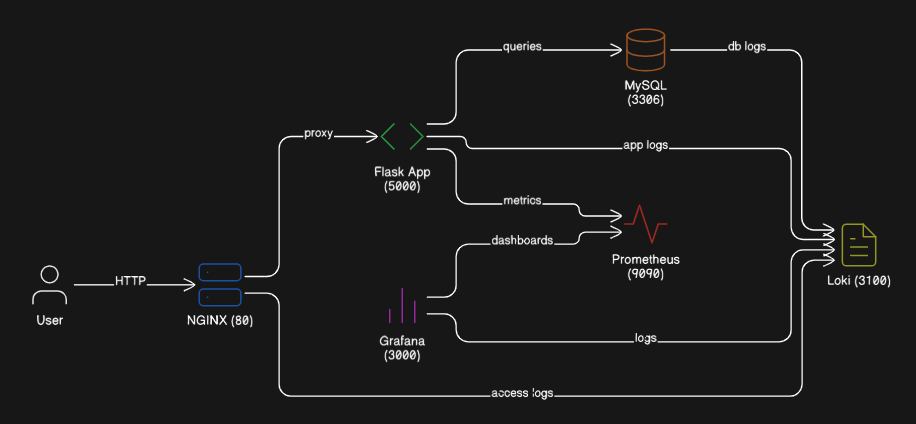 queries
MySQL
(3306)
db logs
proxy
Flask App
(5000)
app logs
metrics
dashboards
Prometheus
(9090)
Loki (3100)
User
HTTP
NGINX (80)
Grafana
(3000)
logs
access logs